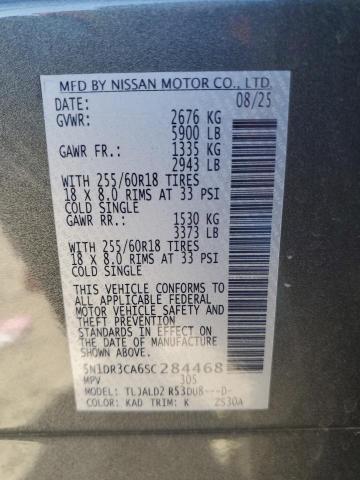 MFD BY NISSAN MOTOR CO., LTD.
DATE: 08/25
GVWR: 2676 KG
5900 LB
GAWR FR.: 1335 KG
2943 LB
WITH 255/60R18 TIRES
18 X 8.0 RIMS AT 33 PSI
COLD SINGLE
GAWR RR.: 1530 KG
3373 LB
WITH 255/60R18 TIRES
18 X 8.0 RIMS AT 33 PSI
COLD SINGLE
THIS VEHICLE CONFORMS TO
ALL APPLICABLE FEDERAL
MOTOR VEHICLE SAFETY AND
THEFT PREVENTION
STANDARDS IN EFFECT ON
THE DATE OF MANUFACTURE
SHOWN ABOVE.
5N1DR3CA6SC284468
MPV 305
MODEL: TLJALD2 R53DU8---D-
COLOR: KAD TRIM: K ZS30A